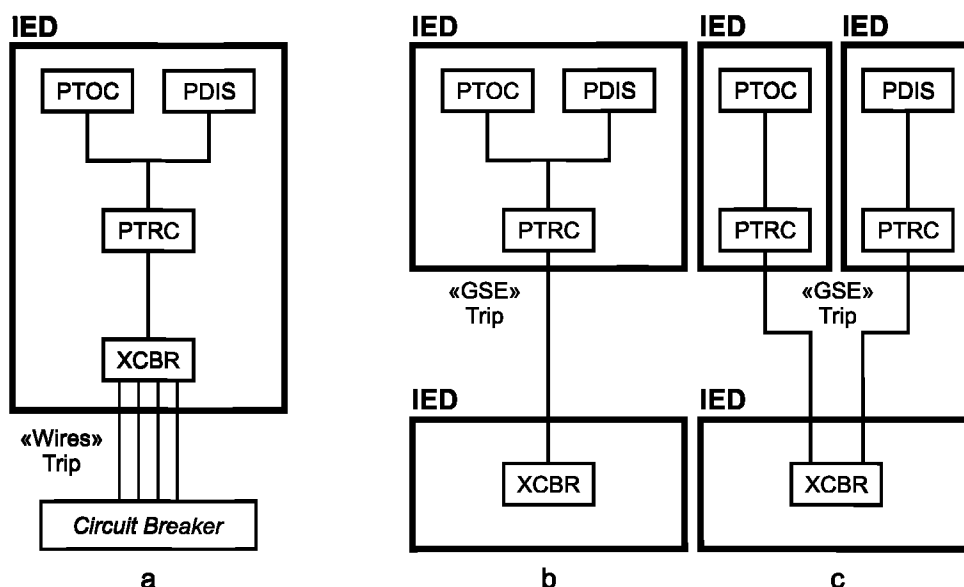 IED
PTOC PDIS
PTRC
XCBR
«Wires»
Trip
Circuit Breaker
a
IED
PTOC PDIS
PTRC
«GSE»
Trip
IED
XCBR
b
IED IED
PTOC PDIS
PTRC PTRC
«GSE»
Trip
IED
XCBR
c